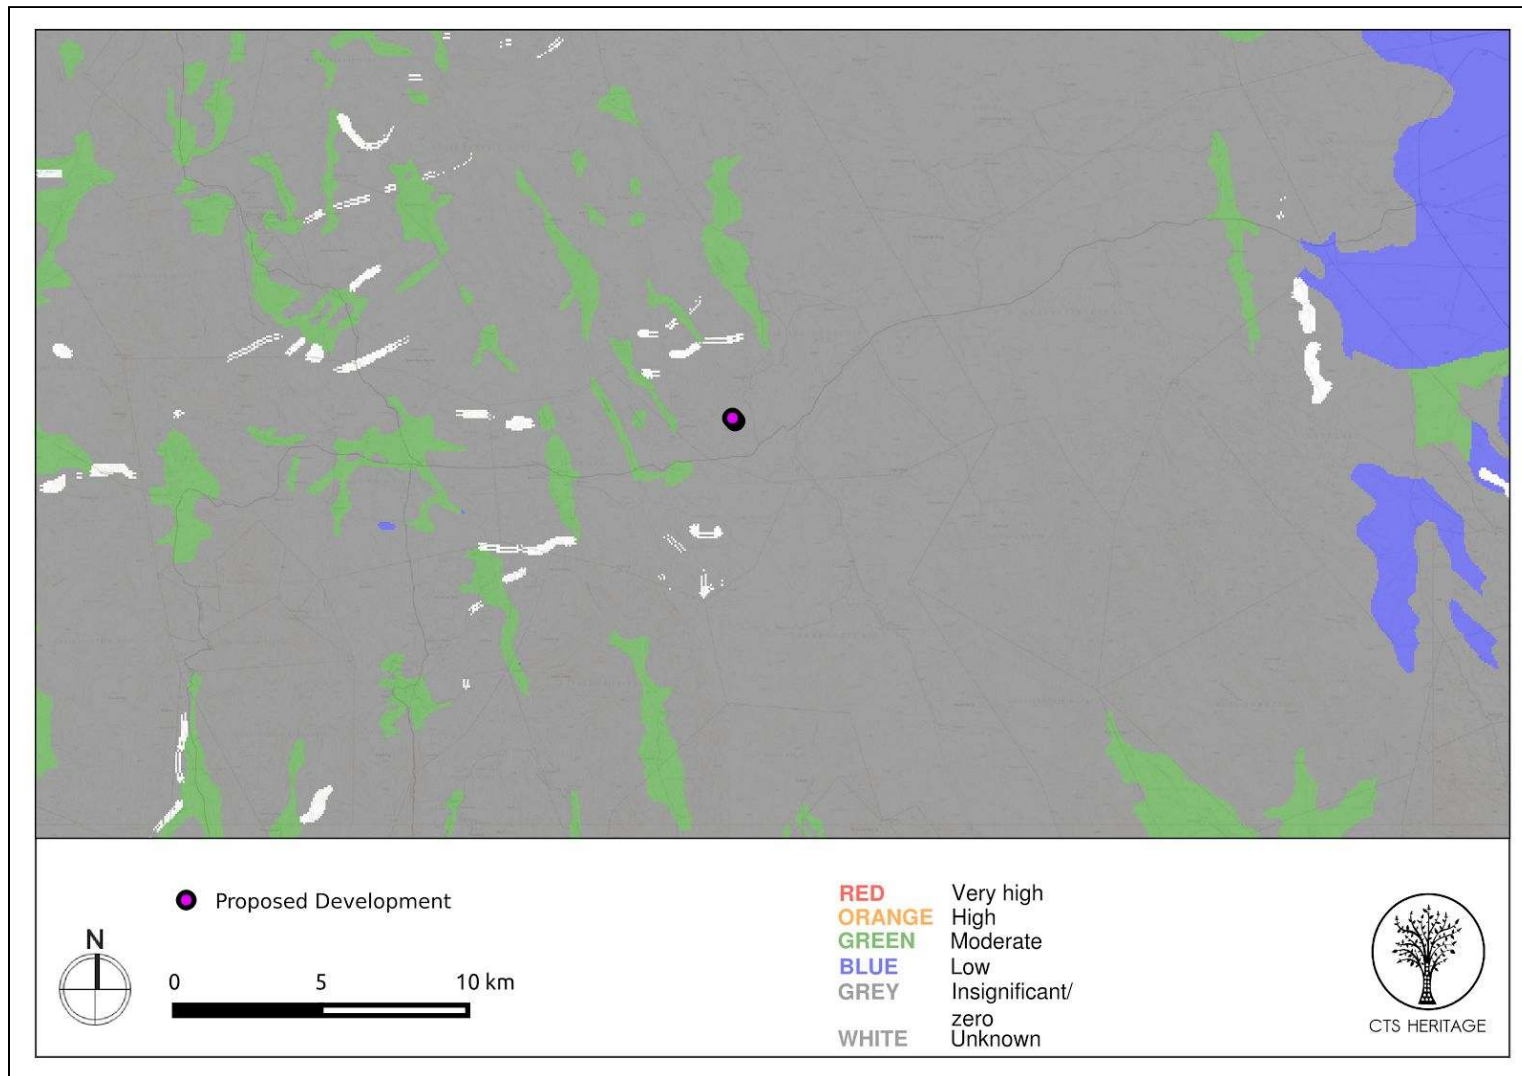 Proposed Development
N
0 5 10 km
RED Very high
ORANGE High
GREEN Moderate
BLUE Low
GREY Insignificant/
zero
WHITE Unknown
CTS HERITAGE